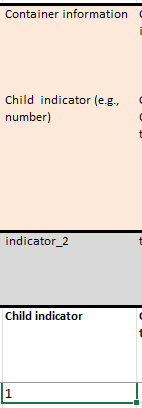 Container information
Child  indicator (e.g.,
number)
indicator_2
Child indicator
1